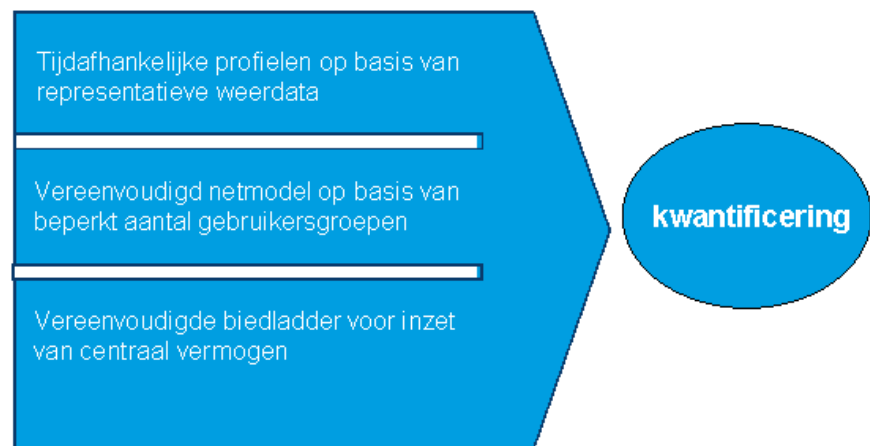 Tijdafhankelijke profielen op basis van
representatieve weerdata
Vereenvoudigd netmodel op basis van
beperkt aantal gebruikersgroepen
Vereenvoudigde biedladder voor inzet
van centraal vermogen
kwantificering